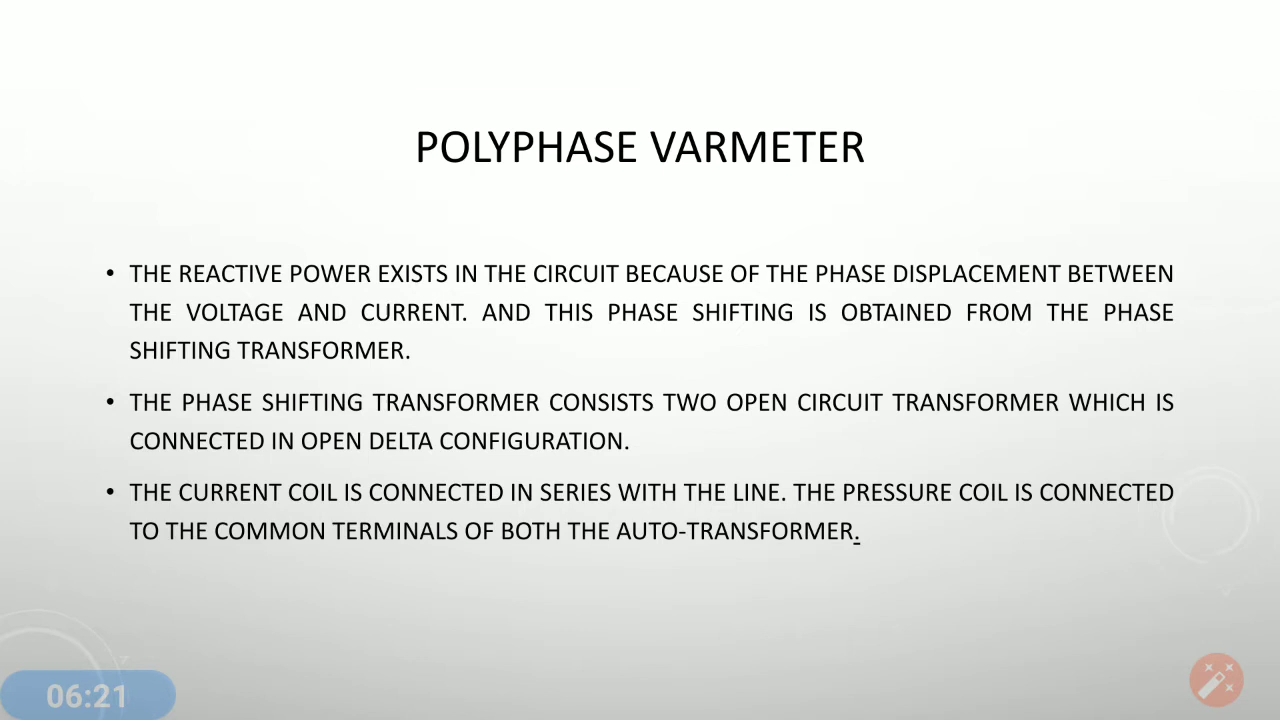 POLYPHASE VARMETER
• THE REACTIVE POWER EXISTS IN THE CIRCUIT BECAUSE OF THE PHASE DISPLACEMENT BETWEEN
THE VOLTAGE AND CURRENT. AND THIS PHASE SHIFTING IS OBTAINED FROM THE PHASE
SHIFTING TRANSFORMER.
• THE PHASE SHIFTING TRANSFORMER CONSISTS TWO OPEN CIRCUIT TRANSFORMER WHICH IS
CONNECTED IN OPEN DELTA CONFIGURATION.
• THE CURRENT COIL IS CONNECTED IN SERIES WITH THE LINE. THE PRESSURE COIL IS CONNECTED
TO THE COMMON TERMINALS OF BOTH THE AUTO-TRANSFORMER.
06:21